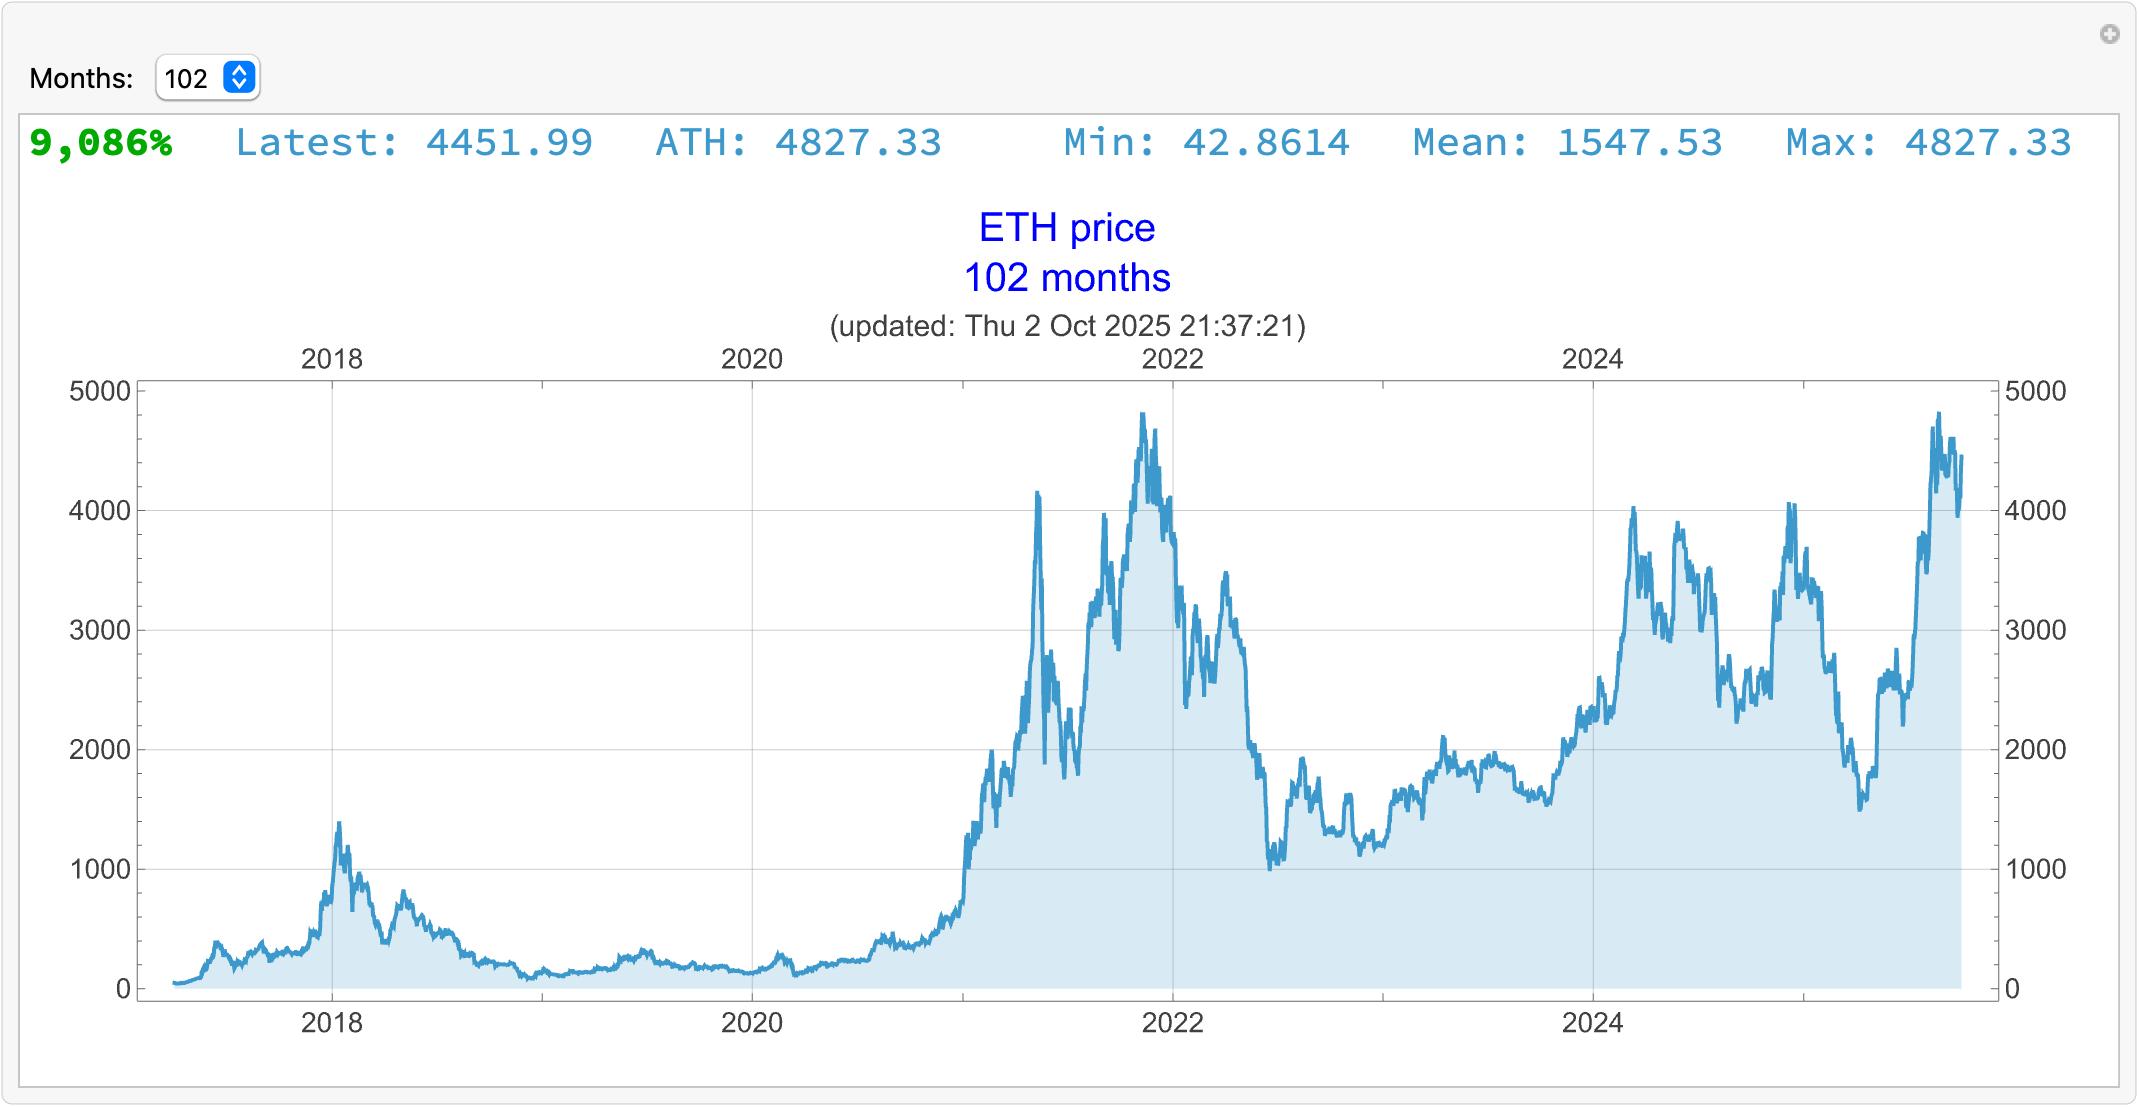 Months: 102
9,086% Latest: 4451.99 ATH: 4827.33 Min: 42.8614 Mean: 1547.53 Max: 4827.33
ETH price
102 months
(updated: Thu 2 Oct 2025 21:37:21)
2018 2020 2022 2024
5000 5000
4000 4000
3000 3000
2000 2000
1000 1000
0 0
2018 2020 2022 2024